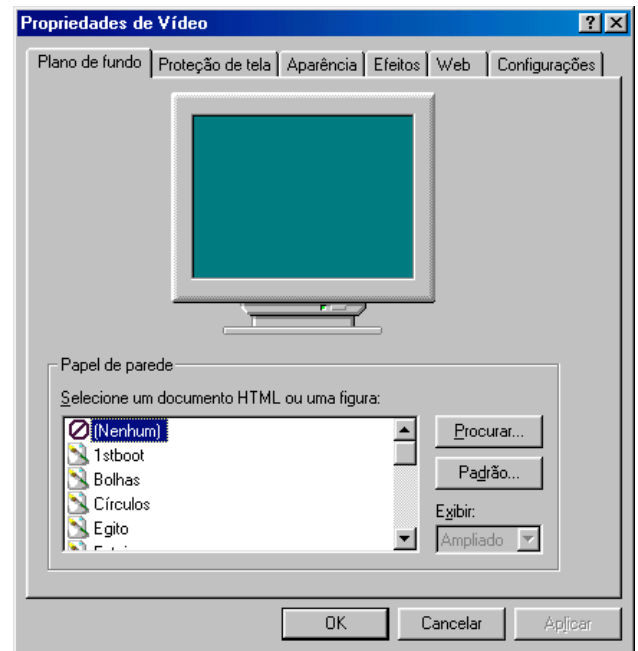 Propriedades de Vídeo
Plano de fundo Proteção de tela Aparência Efeitos Web Configurações
Papel de parede
Selecione um documento HTML ou uma figura:
(Nenhum)
1stboot
Bolhas
Círculos
Egito
Procurar...
Padrão...
Exibir:
Ampliado
OK Cancelar Aplicar